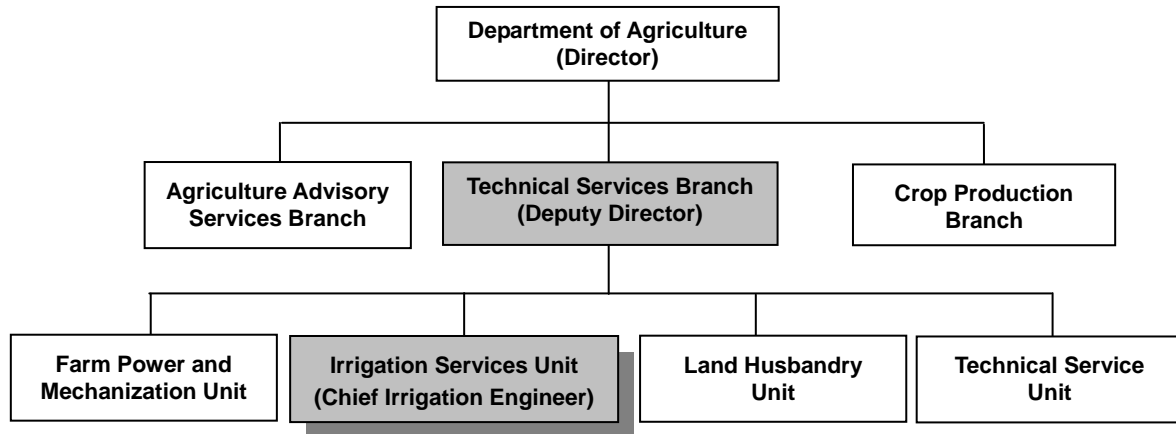 Department of Agriculture
(Director)
Agriculture Advisory
Services Branch
Technical Services Branch
(Deputy Director)
Crop Production
Branch
Farm Power and
Mechanization Unit
Irrigation Services Unit
(Chief Irrigation Engineer)
Land Husbandry
Unit
Technical Service
Unit